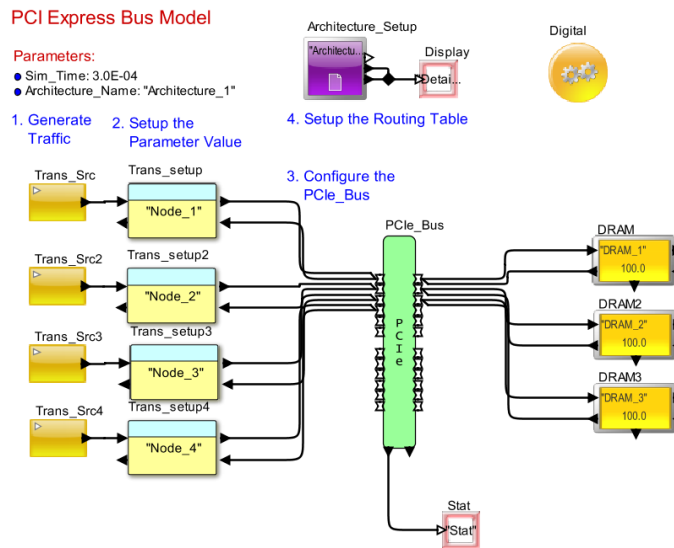 PCI Express Bus Model
Parameters:
Sim_Time: 3.0E-04
Architecture_Name: "Architecture_1"
Architecture_Setup
"Architectu...
Display
Detai...
Digital
1. Generate
Traffic
2. Setup the
Parameter Value
4. Setup the Routing Table
3. Configure the
PCIe_Bus
Trans_Src
Trans_setup
"Node_1"
Trans_Src2
Trans_setup2
"Node_2"
Trans_Src3
Trans_setup3
"Node_3"
Trans_Src4
Trans_setup4
"Node_4"
PCIe_Bus
P
C
I
e
DRAM
"DRAM_1"
100.0
DRAM2
"DRAM_2"
100.0
DRAM3
"DRAM_3"
100.0
Stat
"Stat"